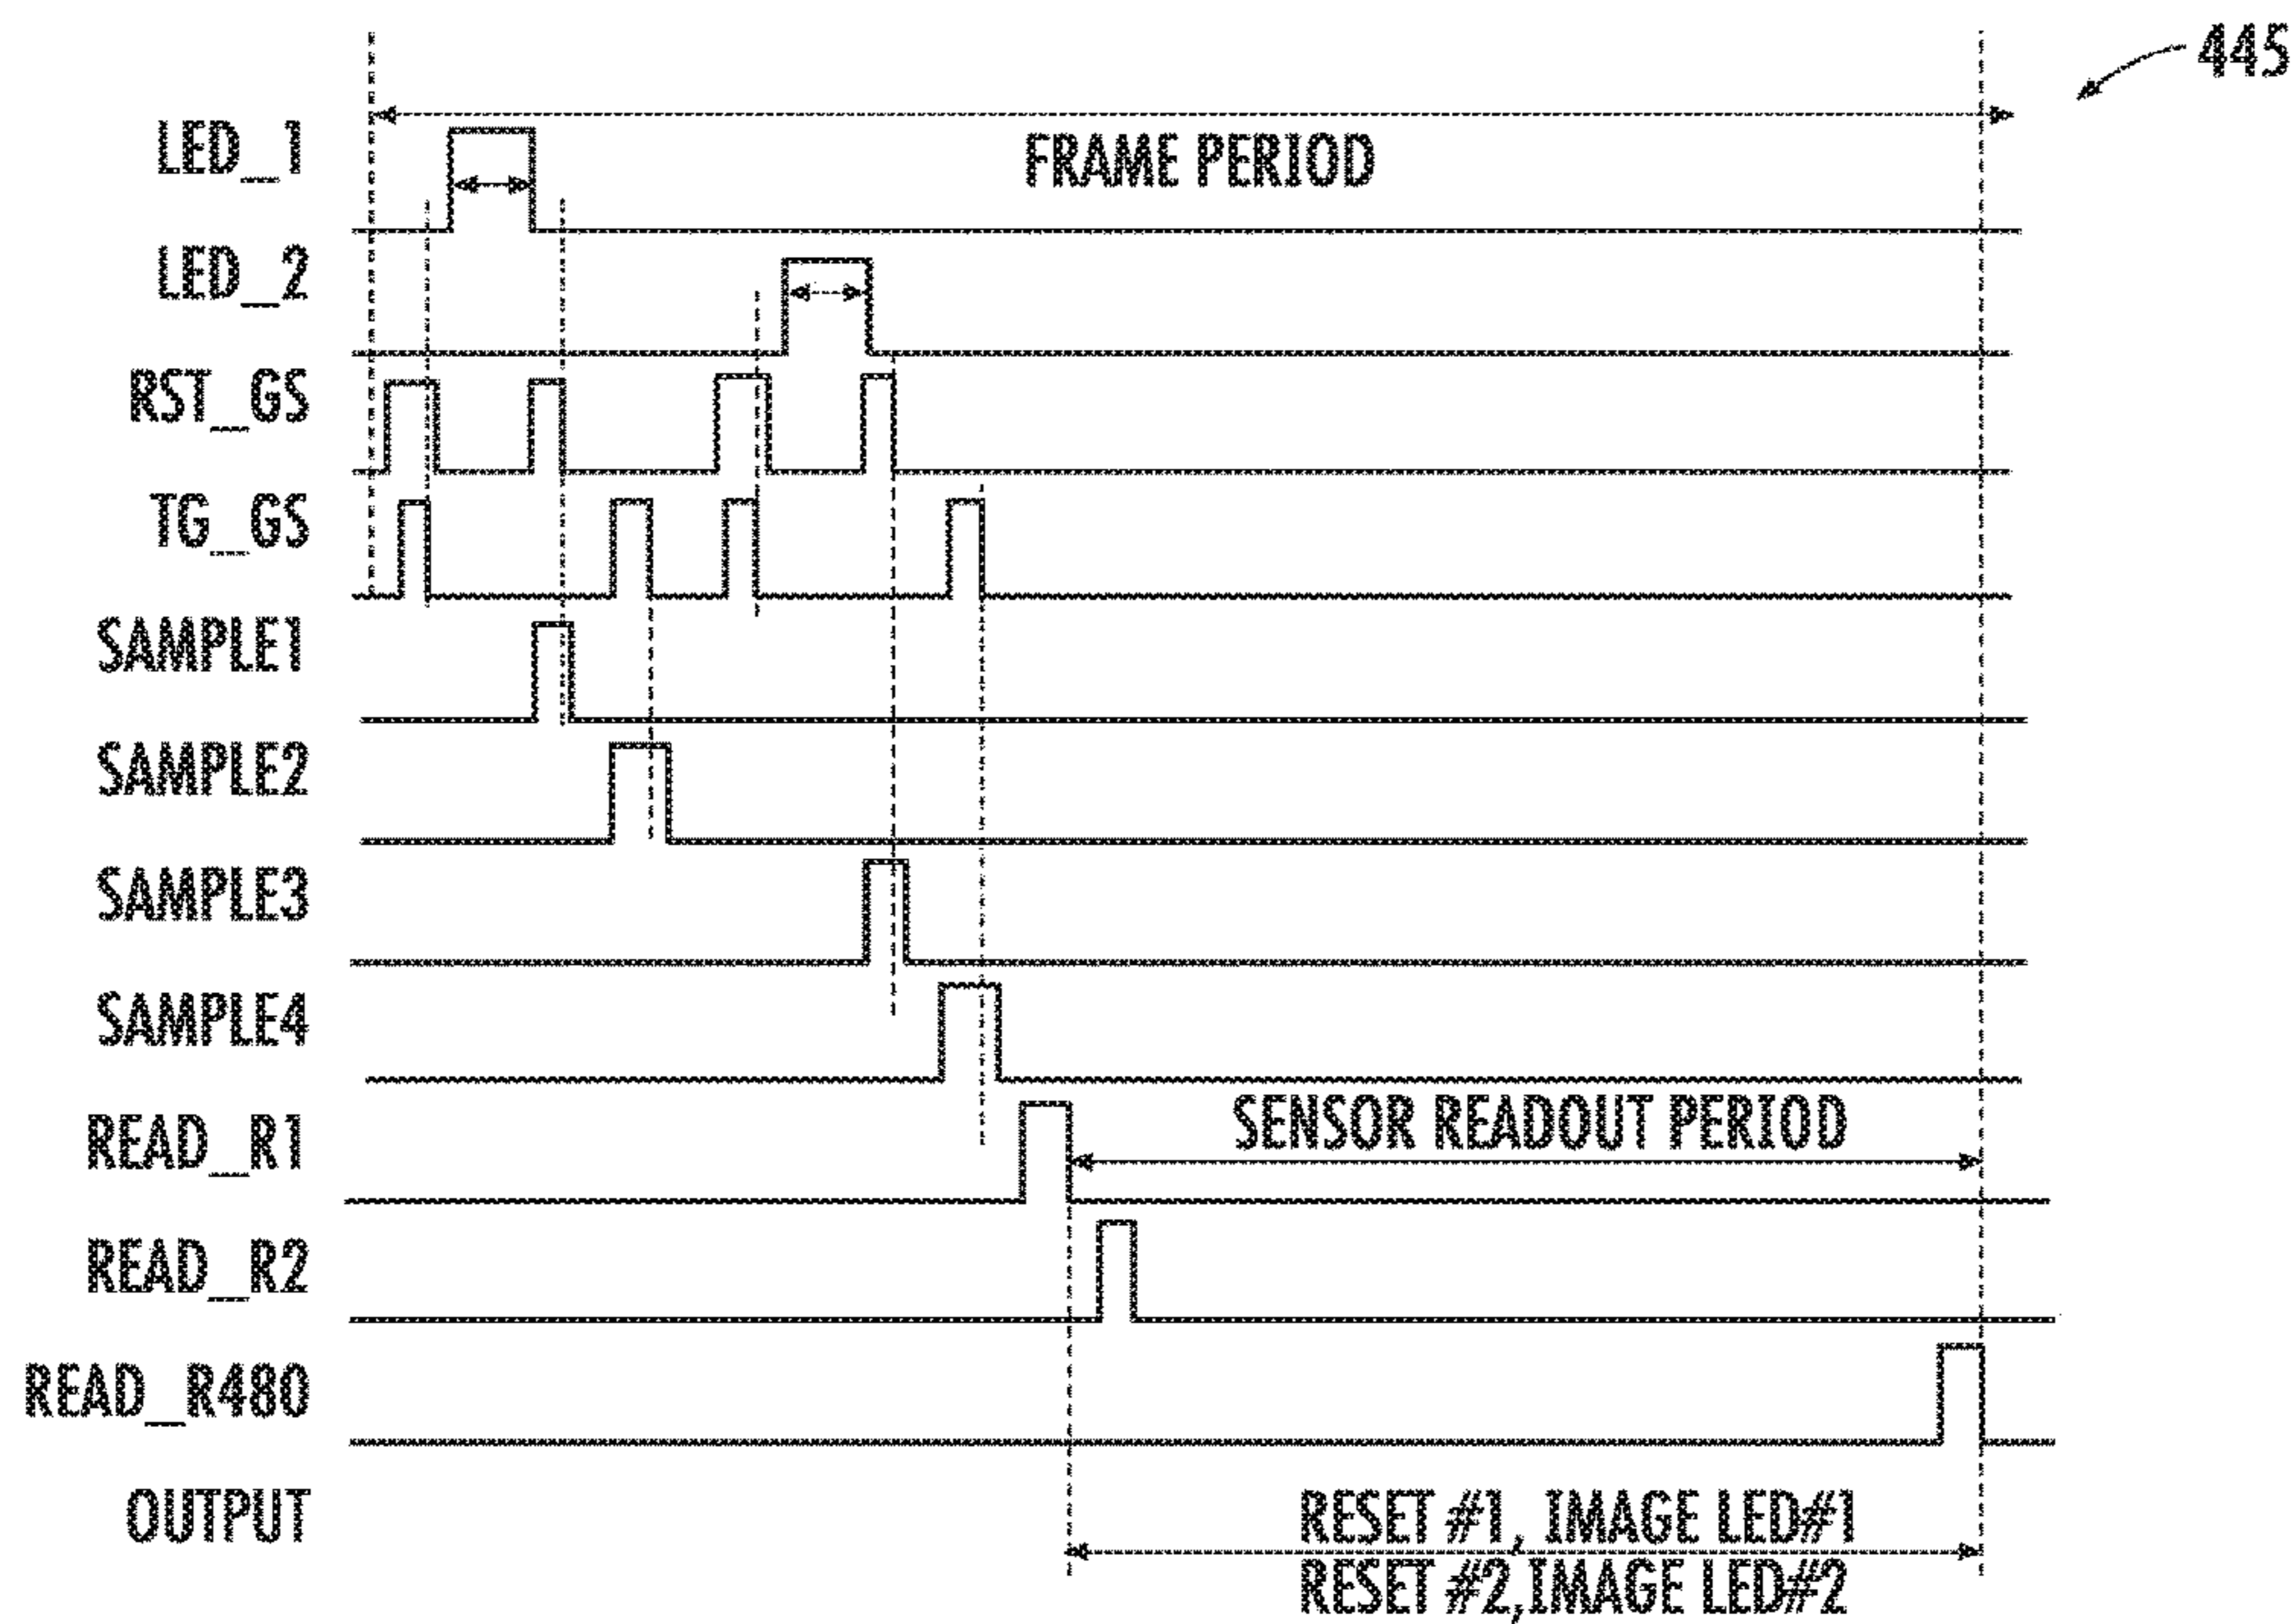 445
LED_1
FRAME PERIOD
LED_2
RST_GS
TG_GS
SAMPLE1
SAMPLE2
SAMPLE3
SAMPLE4
READ_R1
SENSOR READOUT PERIOD
READ_R2
READ_R480
OUTPUT
RESET #1, IMAGE LED#1
RESET #2,IMAGE LED#2